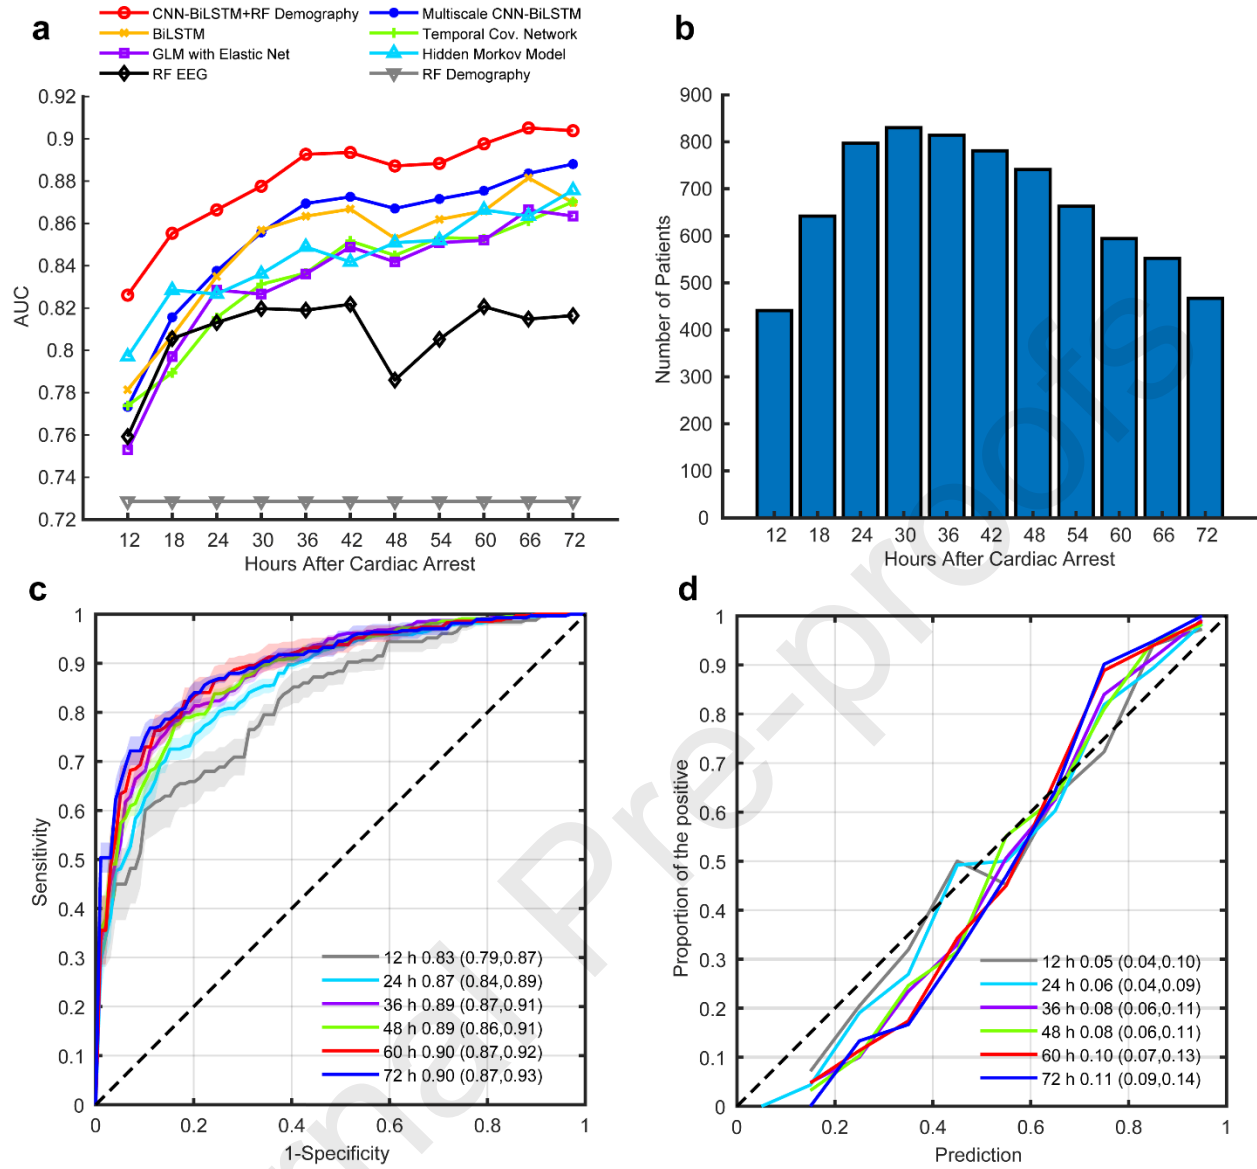 a
CNN-BiLSTM+RF Demography
Multiscale CNN-BiLSTM
BiLSTM
Temporal Cov. Network
GLM with Elastic Net
Hidden Morkov Model
RF EEG
RF Demography
0.92
0.9
0.88
0.86
0.84
0.82
0.8
0.78
0.76
0.74
0.72
AUC
12 18 24 30 36 42 48 54 60 66 72
Hours After Cardiac Arrest
b
900
800
700
600
500
400
300
200
100
0
Number of Patients
12 18 24 30 36 42 48 54 60 66 72
Hours After Cardiac Arrest
c
1
0.9
0.8
0.7
0.6
0.5
0.4
0.3
0.2
0.1
0
Sensitivity
12 h 0.83 (0.79,0.87)
24 h 0.87 (0.84,0.89)
36 h 0.89 (0.87,0.91)
48 h 0.89 (0.86,0.91)
60 h 0.90 (0.87,0.92)
72 h 0.90 (0.87,0.93)
0 0.2 0.4 0.6 0.8 1
1-Specificity
d
1
0.9
0.8
0.7
0.6
0.5
0.4
0.3
0.2
0.1
0
Proportion of the positive
12 h 0.05 (0.04,0.10)
24 h 0.06 (0.04,0.09)
36 h 0.08 (0.06,0.11)
48 h 0.08 (0.06,0.11)
60 h 0.10 (0.07,0.13)
72 h 0.11 (0.09,0.14)
0 0.2 0.4 0.6 0.8 1
Prediction
nal Pre-proofs